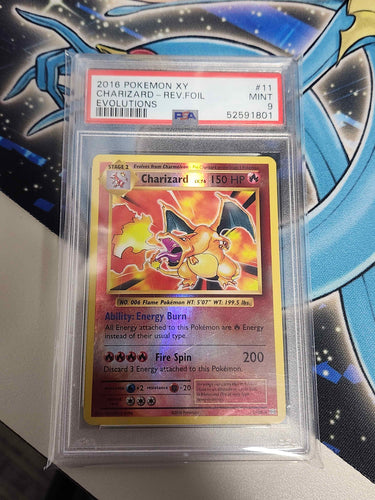 2016 POKEMON XY #11
CHARIZARD - REV.FOIL MINT
EVOLUTIONS 9
PSA 52591801
STAGE 2 Evolves from Charmeleon
Charizard 150 HP
NO. 006 Flame Pokémon HT: 5'07" WT: 199.5 lbs.
Ability: Energy Burn
All Energy attached to this Pokémon are Energy
instead of their usual type.
Fire Spin 200
Discard 3 Energy attached to this Pokémon.
weakness ×2 resistance -20